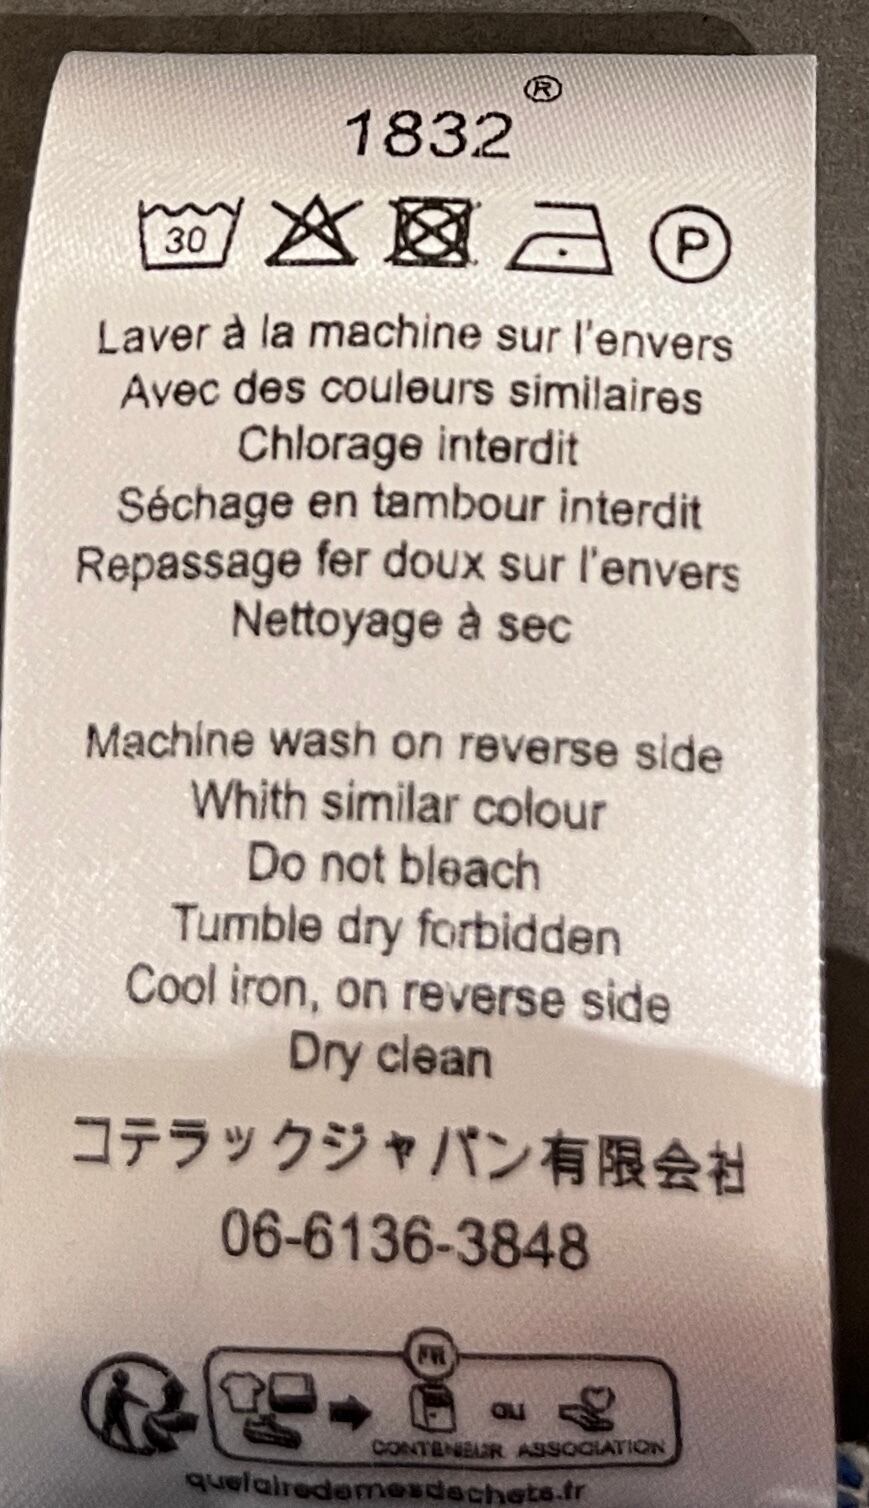 1832®
30 P
Laver à la machine sur l'envers
Avec des couleurs similaires
Chlorage interdit
Séchage en tambour interdit
Repassage fer doux sur l'envers
Nettoyage à sec
Machine wash on reverse side
Whith similar colour
Do not bleach
Tumble dry forbidden
Cool iron, on reverse side
Dry clean
コテラックジャパン有限会社
06-6136-3848
FR
ou
CONTENEUR ASSOCIATION
quefairedemesdechets.fr